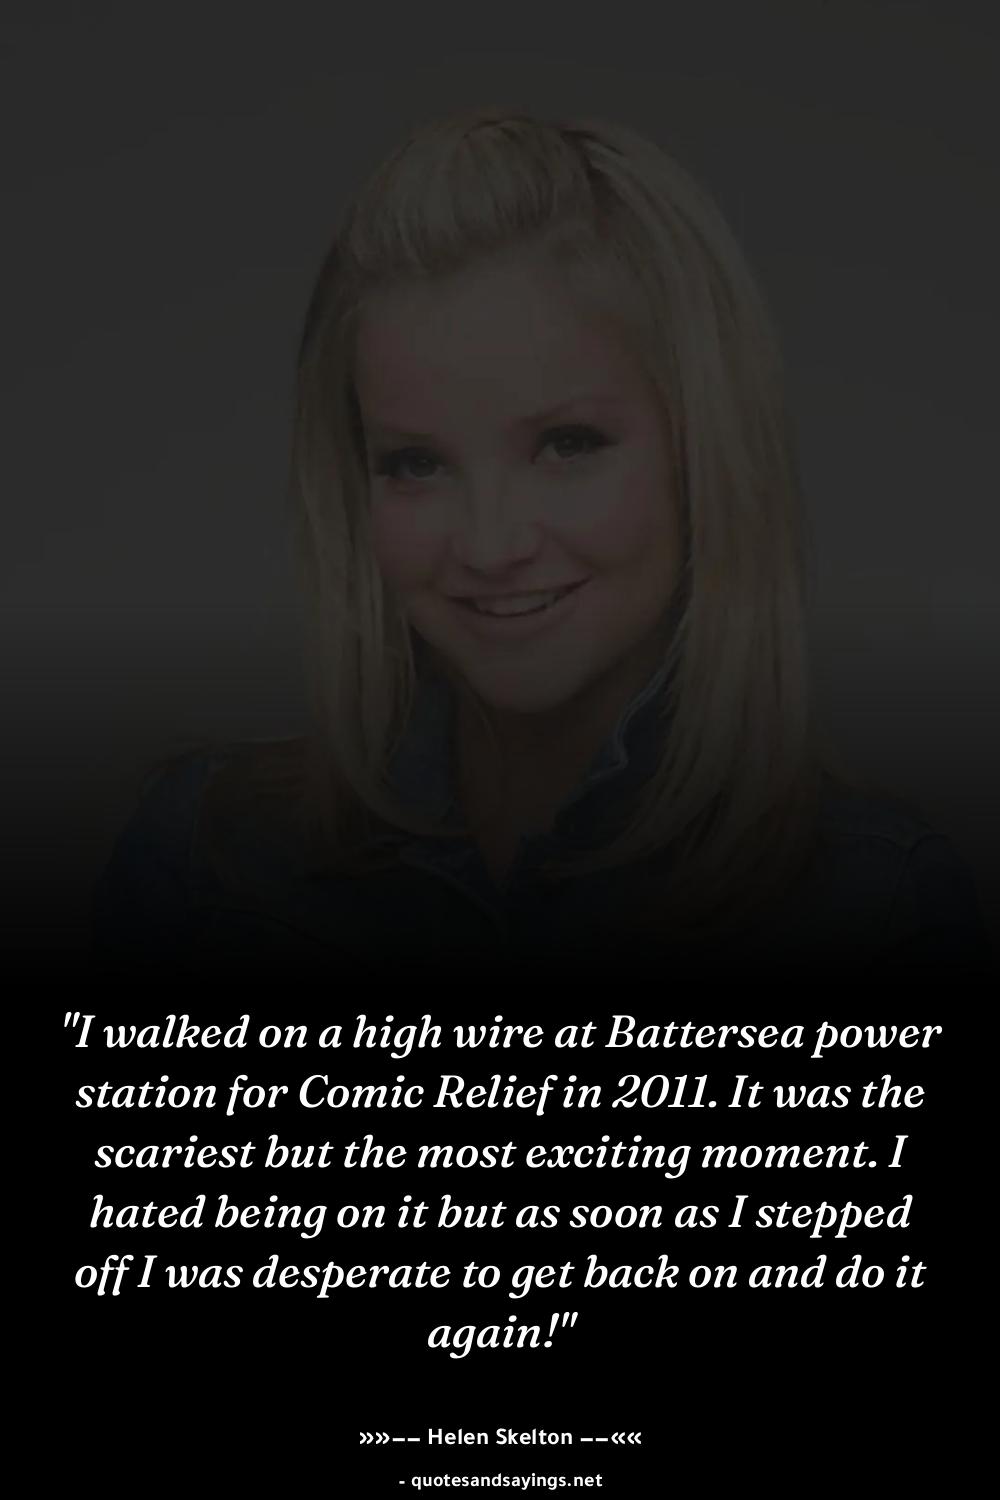 "I walked on a high wire at Battersea power
station for Comic Relief in 2011. It was the
scariest but the most exciting moment. I
hated being on it but as soon as I stepped
off I was desperate to get back on and do it
again!"
»»−− Helen Skelton −−««
- quotesandsayings.net